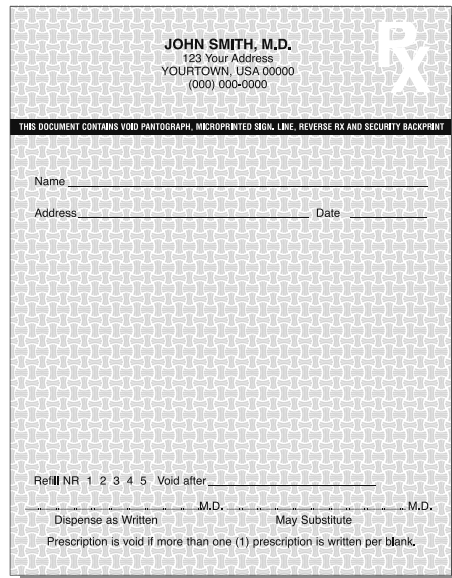 JOHN SMITH, M.D.
123 Your Address
YOURTOWN, USA 00000
(000) 000-0000
Rx
THIS DOCUMENT CONTAINS VOID PANTOGRAPH, MICROPRINTED SIGN. LINE, REVERSE RX AND SECURITY BACKPRINT
Name
Address Date
Refill NR 1 2 3 4 5 Void after
M.D. M.D.
Dispense as Written May Substitute
Prescription is void if more than one (1) prescription is written per blank.